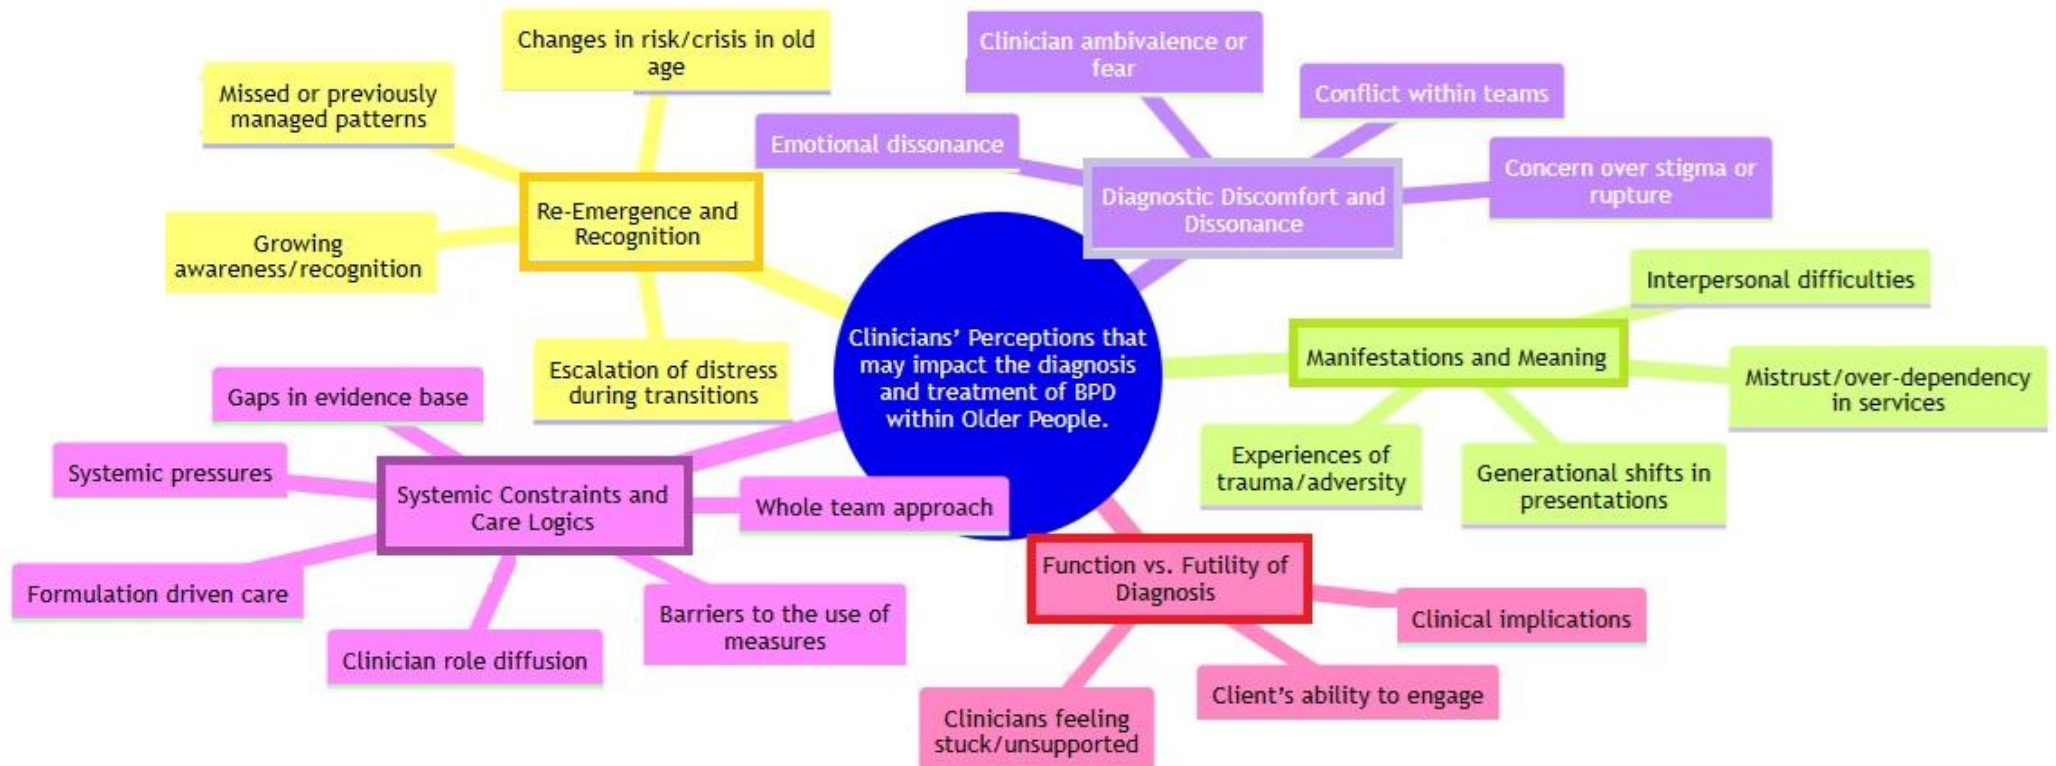 Changes in risk/crisis in old
age
Missed or previously
managed patterns
Growing
awareness/recognition
Re-Emergence and
Recognition
Escalation of distress
during transitions
Clinician ambivalence or
fear
Conflict within teams
Emotional dissonance
Concern over stigma or
rupture
Diagnostic Discomfort and
Dissonance
Clinicians’ Perceptions that
may impact the diagnosis
and treatment of BPD
within Older People.
Interpersonal difficulties
Manifestations and Meaning
Mistrust/over-dependency
in services
Experiences of
trauma/adversity
Generational shifts in
presentations
Gaps in evidence base
Systemic pressures
Systemic Constraints and
Care Logics
Whole team approach
Formulation driven care
Clinician role diffusion
Barriers to the use of
measures
Function vs. Futility of
Diagnosis
Clinical implications
Client’s ability to engage
Clinicians feeling
stuck/unsupported